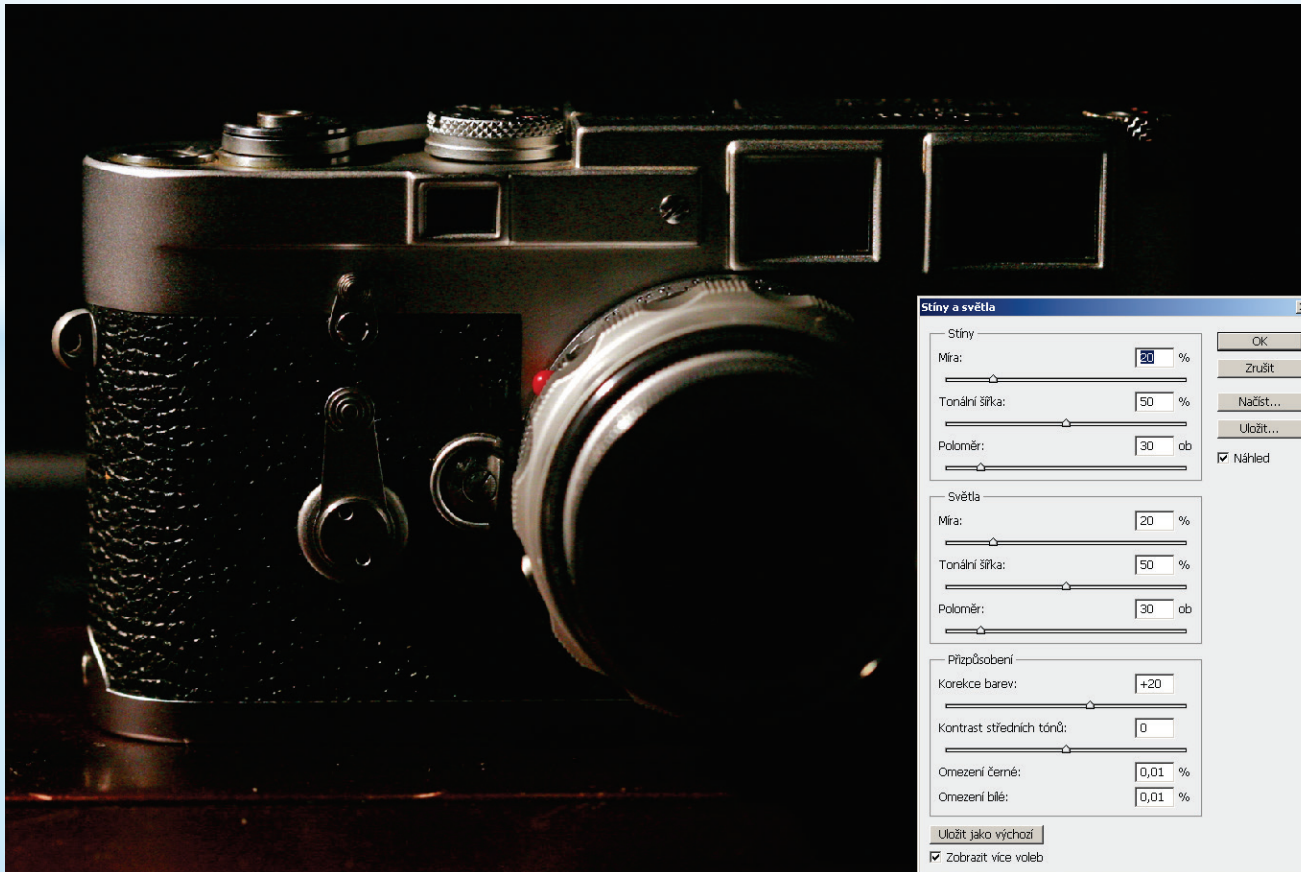 Stíny a světla
Stíny
Míra: 20 %
Tonální šířka: 50 %
Poloměr: 30 ob
Světla
Míra: 20 %
Tonální šířka: 50 %
Poloměr: 30 ob
Přizpůsobení
Korekce barev: +20
Kontrast středních tónů: 0
Omezení černé: 0,01 %
Omezení bílé: 0,01 %
Uložit jako výchozí
Zobrazit více voleb
OK
Zrušit
Načíst...
Uložit...
Náhled